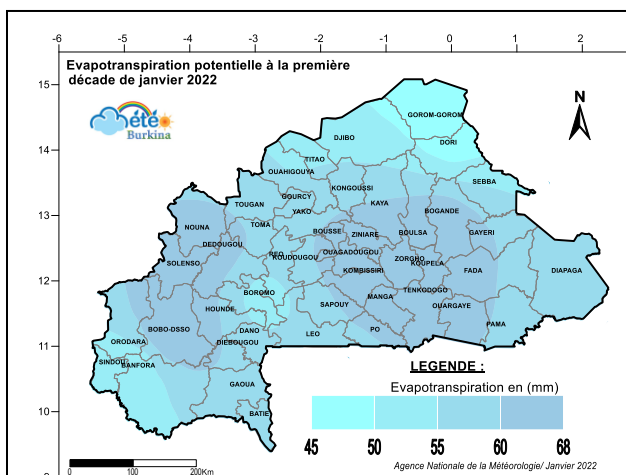 -6 -5 -4 -3 -2 -1 0 1 2
Evapotranspiration potentielle à la première
décade de janvier 2022
Météo
Burkina
N
15
14
13
12
11
10
GOROM-GOROM
DJIBO
DORI
TITAO
OUAHIGOUYA
SEBBA
KONGOUSSI
GOURCY
TOUGAN
KAYA
YAKO
BOGANDE
NOUNA
TOMA
BOUSSE
ZINIARE
BOULSA
GAYERI
DEDOUGOU
REO
OUAGADOUGOU
KOUDOUGOU
ZORGHO
KOUPELA
SOLENSO
KOMBISSIRI
FADA
DIAPAGA
BOROMO
TENKODOGO
MANGA
SAPOUY
OUARGAYE
HOUNDE
BOBO-DSSO
DANO
LEO
PO
PAMA
ORODARA
DIEBOUGOU
SINDOU
BANFORA
GAOUA
BATIE
LEGENDE :
Evapotranspiration en (mm)
45 50 55 60 68
0 100 200Km
Agence Nationale de la Météorologie/ Janvier 2022